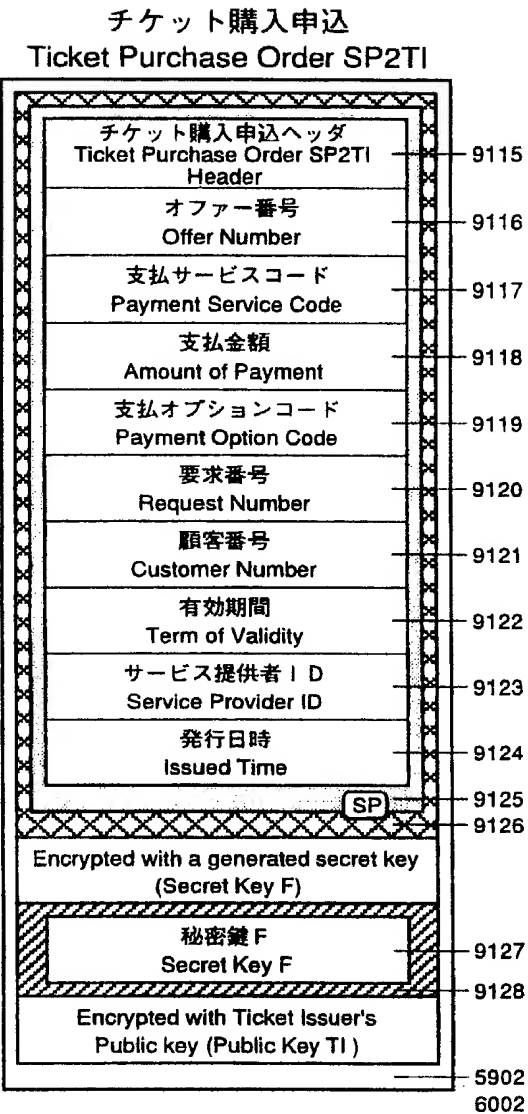 チケット購入申込
Ticket Purchase Order SP2TI
チケット購入申込ヘッダ
Ticket Purchase Order SP2TI
Header
9115
オファー番号
Offer Number
9116
支払サービスコード
Payment Service Code
9117
支払金額
Amount of Payment
9118
支払オプションコード
Payment Option Code
9119
要求番号
Request Number
9120
顧客番号
Customer Number
9121
有効期間
Term of Validity
9122
サービス提供者ID
Service Provider ID
9123
発行日時
Issued Time
9124
SP
9125
9126
Encrypted with a generated secret key
(Secret Key F)
秘密鍵F
Secret Key F
9127
9128
Encrypted with Ticket Issuer's
Public key (Public Key TI )
5902
6002